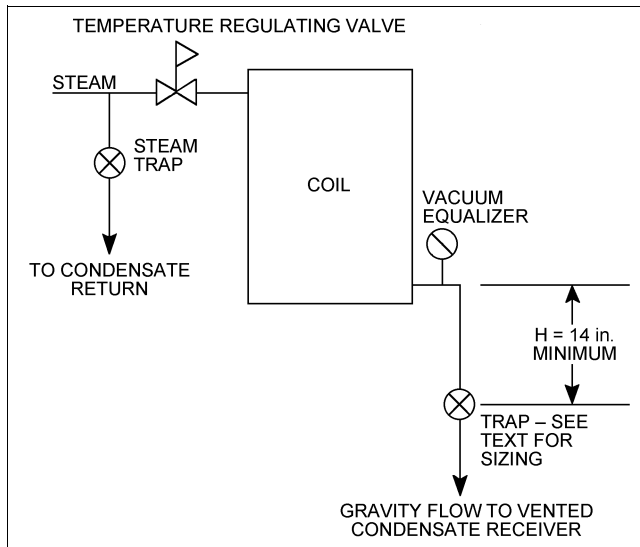 TEMPERATURE REGULATING VALVE
STEAM
STEAM
TRAP
COIL
VACUUM
EQUALIZER
TO CONDENSATE
RETURN
H = 14 in.
MINIMUM
TRAP – SEE
TEXT FOR
SIZING
GRAVITY FLOW TO VENTED
CONDENSATE RECEIVER